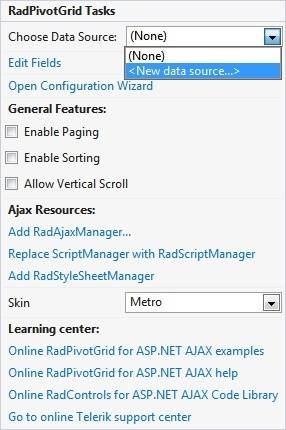 RadPivotGrid Tasks
Choose Data Source: (None)
(None)
Edit Fields <New data source...>
Open Configuration Wizard
General Features:
Enable Paging
Enable Sorting
Allow Vertical Scroll
Ajax Resources:
Add RadAjaxManager...
Replace ScriptManager with RadScriptManager
Add RadStyleSheetManager
Skin Metro
Learning center:
Online RadPivotGrid for ASP.NET AJAX examples
Online RadPivotGrid for ASP.NET AJAX help
Online RadControls for ASP.NET AJAX Code Library
Go to online Telerik support center